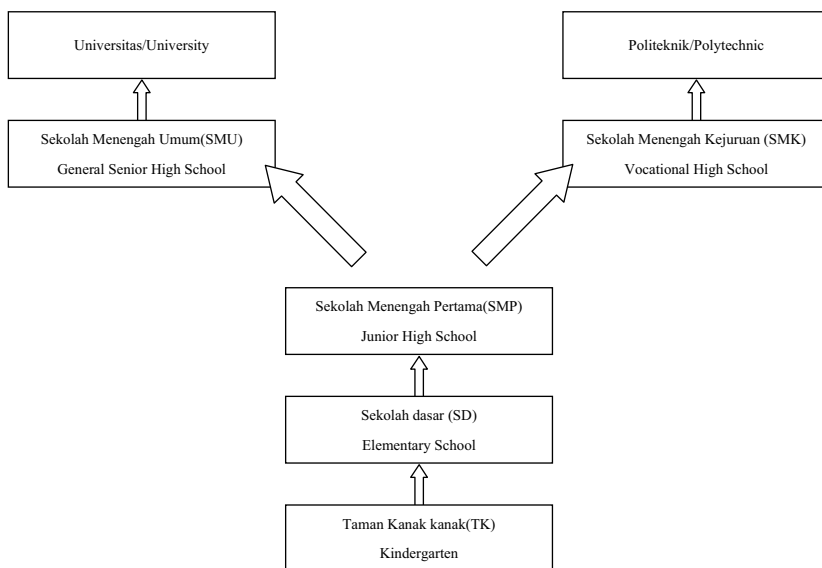 Universitas/University
Politeknik/Polytechnic
Sekolah Menengah Umum(SMU)
General Senior High School
Sekolah Menengah Kejuruan (SMK)
Vocational High School
Sekolah Menengah Pertama(SMP)
Junior High School
Sekolah dasar (SD)
Elementary School
Taman Kanak kanak(TK)
Kindergarten